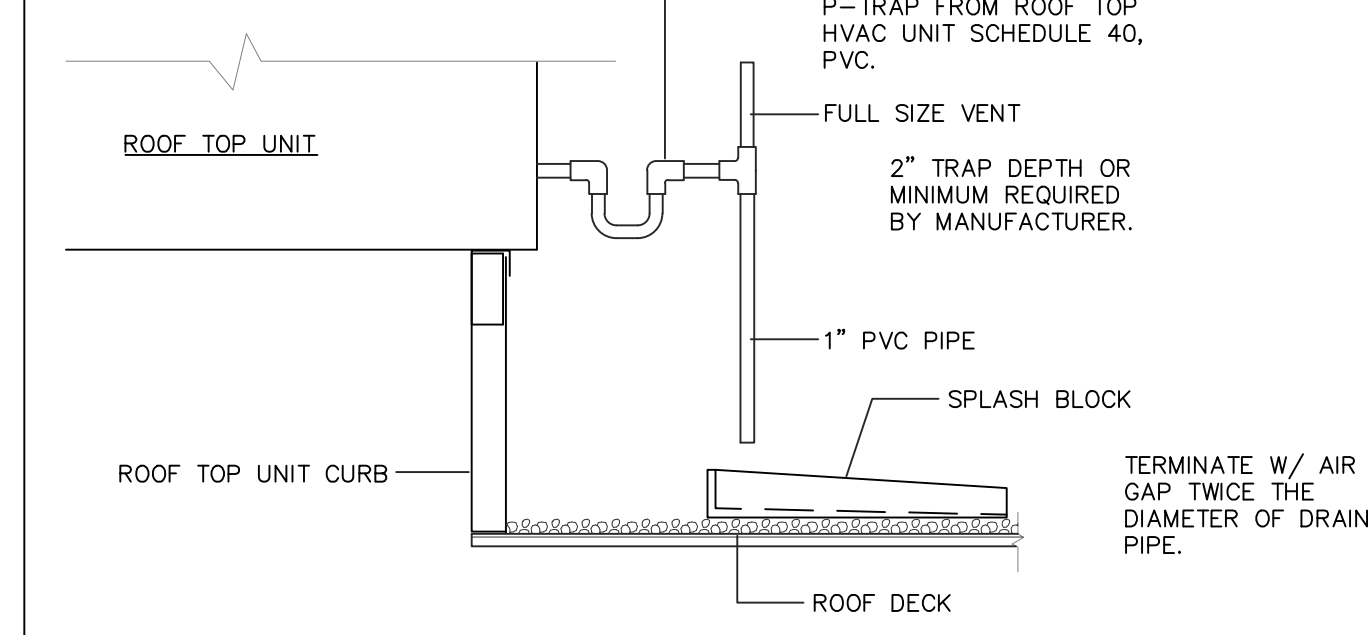 P-TRAP FROM ROOF TOP
HVAC UNIT SCHEDULE 40,
PVC.
FULL SIZE VENT
ROOF TOP UNIT
2" TRAP DEPTH OR
MINIMUM REQUIRED
BY MANUFACTURER.
1" PVC PIPE
SPLASH BLOCK
ROOF TOP UNIT CURB
TERMINATE W/ AIR
GAP TWICE THE
DIAMETER OF DRAIN
PIPE.
ROOF DECK